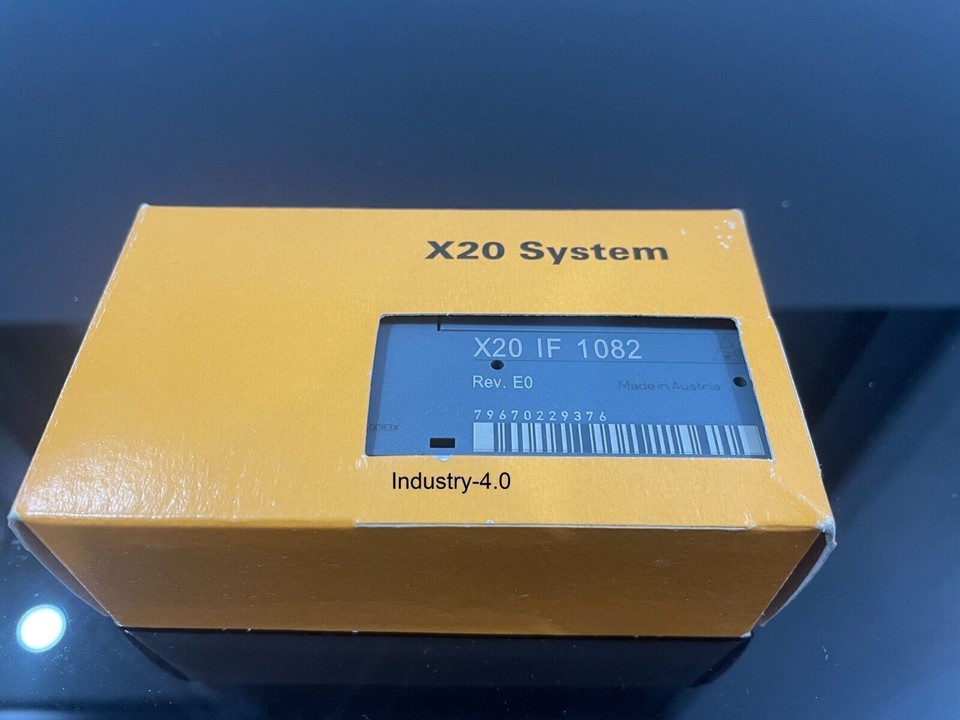 X20 System
X20 IF 1082
Rev. E0
Made in Austria
79670229376
Industry-4.0